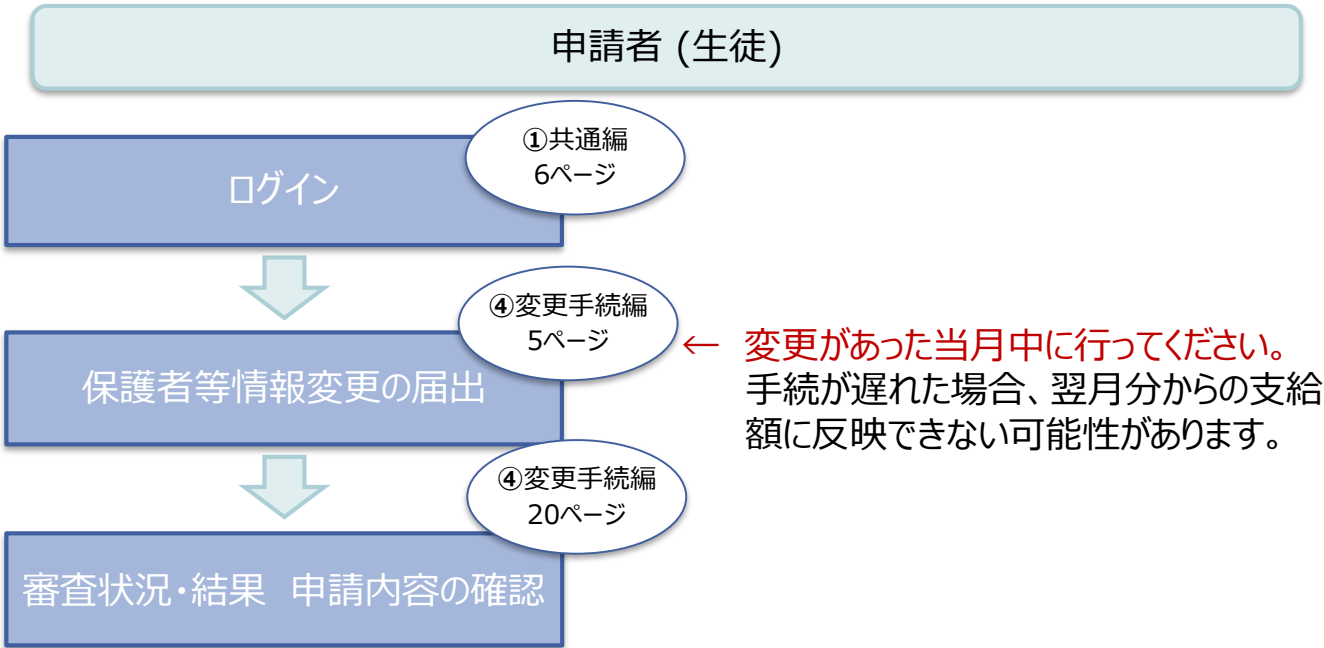 申請者 (生徒)
①共通編
6ページ
ログイン
④変更手続編
5ページ
保護者等情報変更の届出
← 変更があった当月中に行ってください。
手続が遅れた場合、翌月分からの支給
額に反映できない可能性があります。
④変更手続編
20ページ
審査状況・結果 申請内容の確認